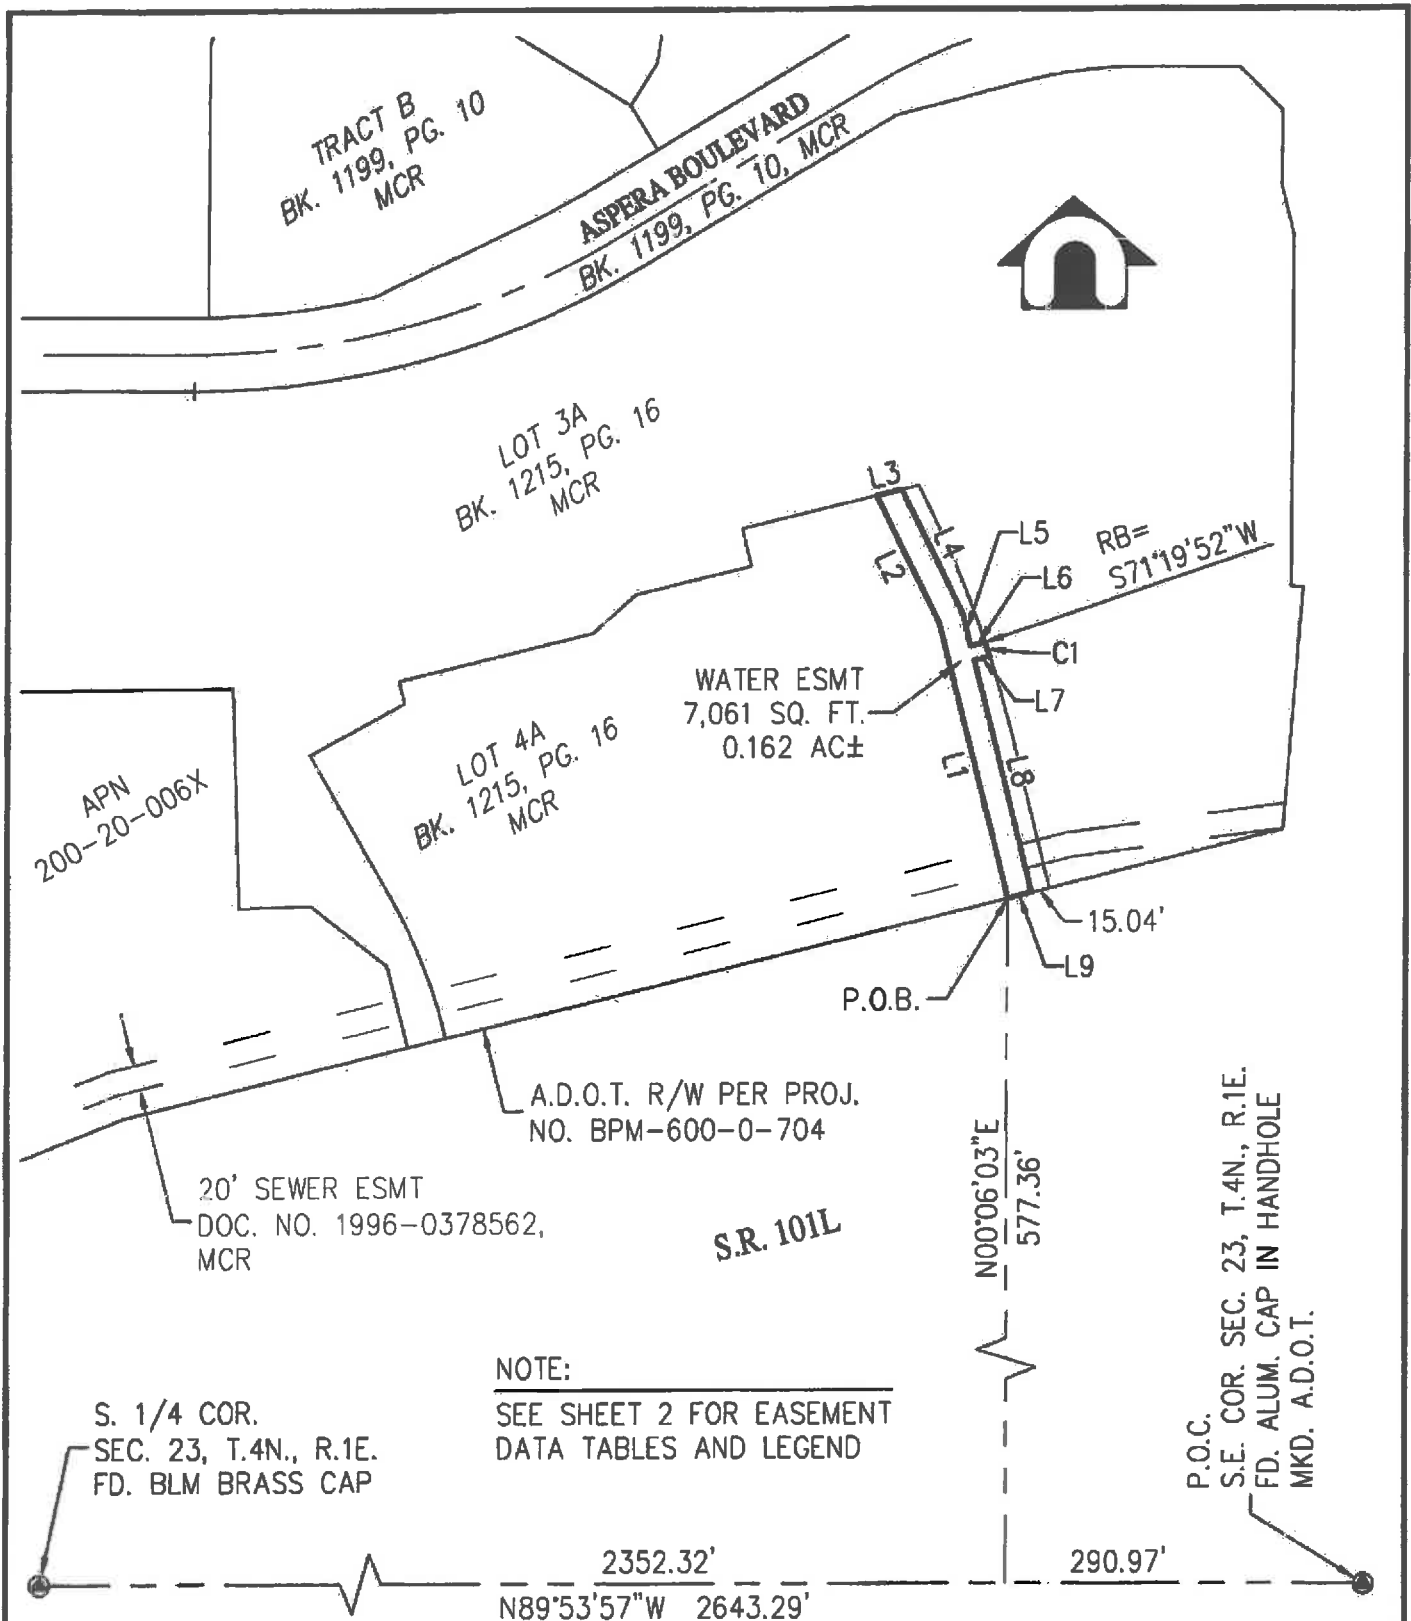 TRACT B
BK. 1199, PG. 10
MCR
ASPERA BOULEVARD
BK. 1199, PG. 10, MCR
LOT 3A
BK. 1215, PG. 16
MCR
L3
L4
L2
L5
L6
RB=
S71°19'52"W
C1
L7
WATER ESMT
7,061 SQ. FT.
0.162 AC±
L1
L8
LOT 4A
BK. 1215, PG. 16
MCR
APN
200-20-006X
15.04'
L9
P.O.B.
A.D.O.T. R/W PER PROJ.
NO. BPM-600-0-704
20' SEWER ESMT
DOC. NO. 1996-0378562,
MCR
S.R. 101L
N00°06'03"E
577.36'
P.O.C.
S.E. COR. SEC. 23, T.4N., R.1E.
FD. ALUM. CAP IN HANDHOLE
MKD. A.D.O.T.
NOTE:
SEE SHEET 2 FOR EASEMENT
DATA TABLES AND LEGEND
S. 1/4 COR.
SEC. 23, T.4N., R.1E.
FD. BLM BRASS CAP
2352.32'
290.97'
N89°53'57"W 2643.29'